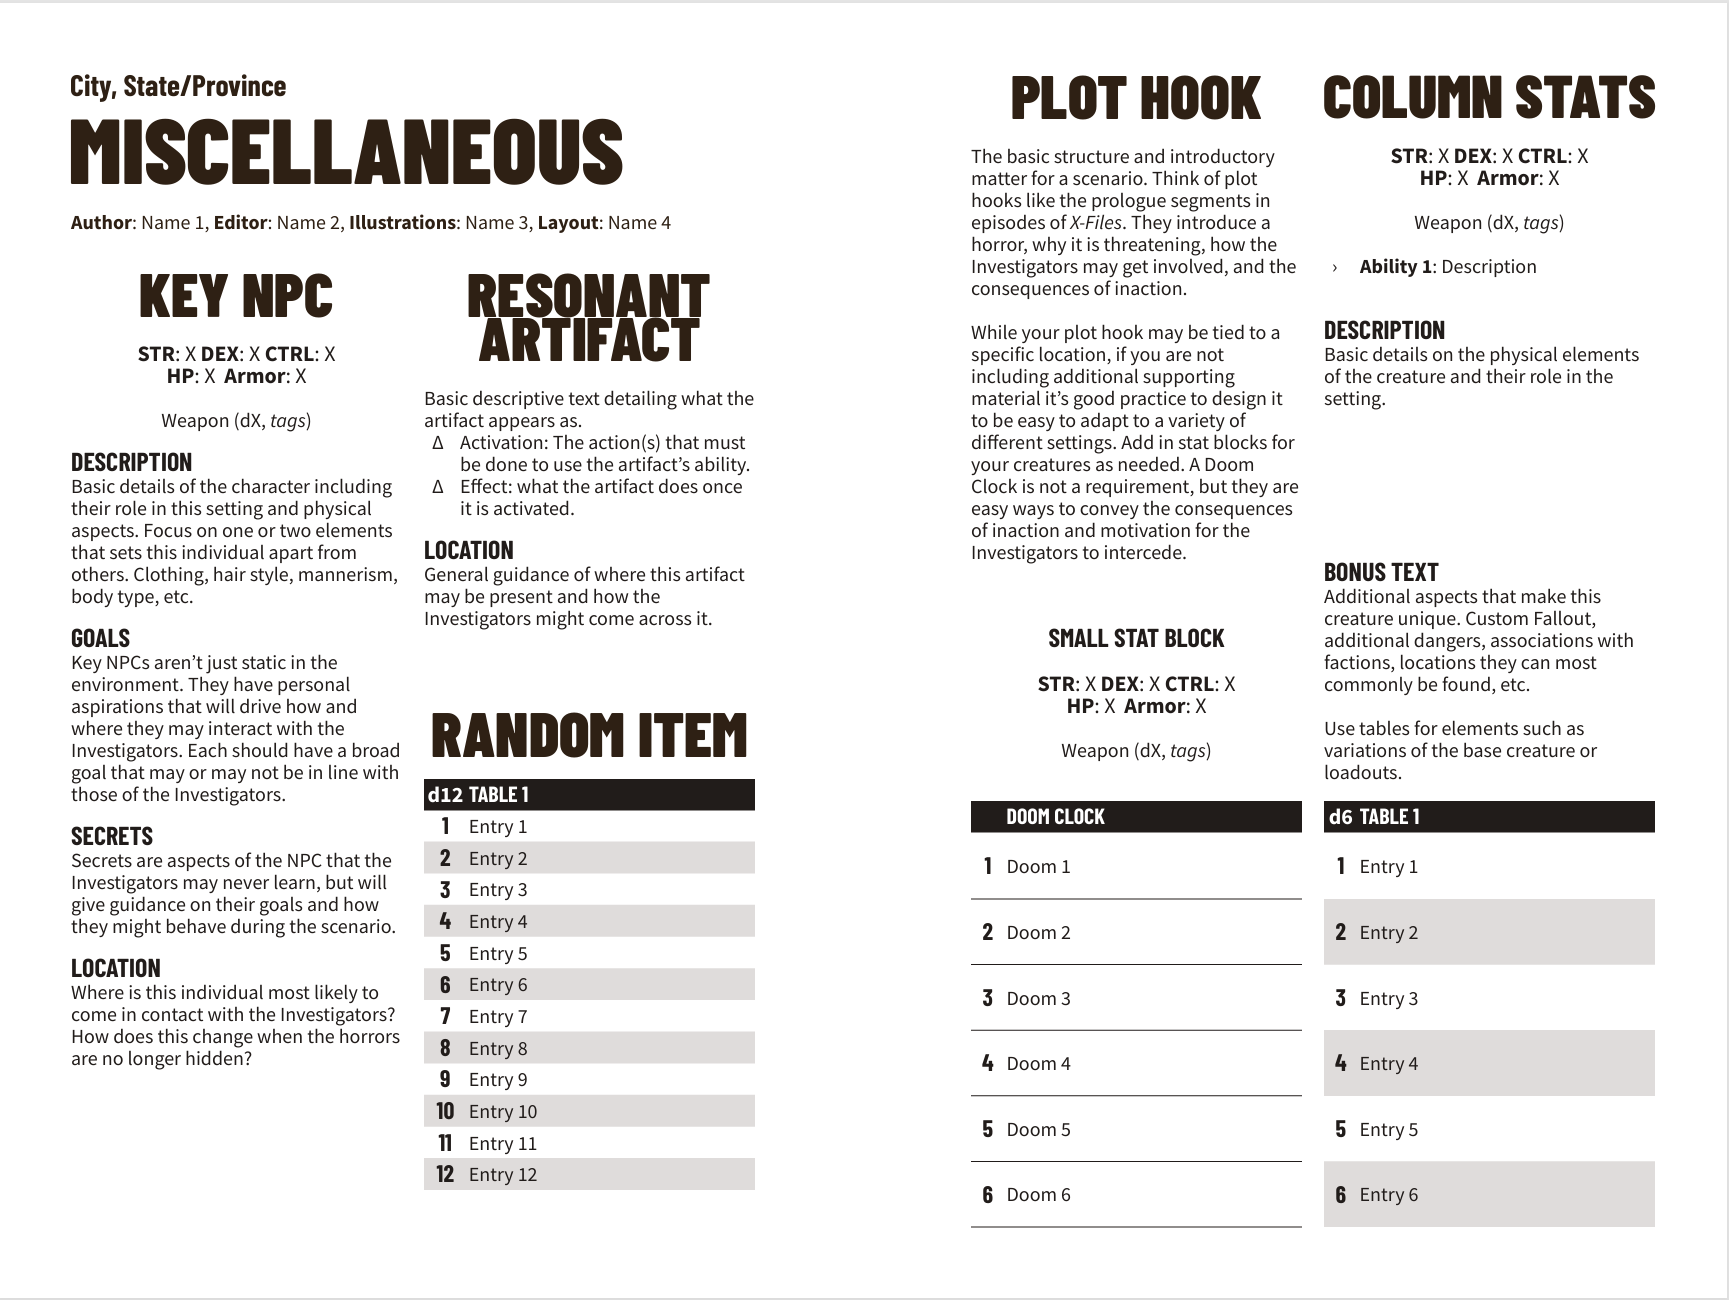 City, State/Province
MISCELLANEOUS
Author: Name 1, Editor: Name 2, Illustrations: Name 3, Layout: Name 4
KEY NPC
STR: X DEX: X CTRL: X
HP: X  Armor: X
Weapon (dX, tags)
DESCRIPTION
Basic details of the character including
their role in this setting and physical
aspects. Focus on one or two elements
that sets this individual apart from
others. Clothing, hair style, mannerism,
body type, etc.
GOALS
Key NPCs aren’t just static in the
environment. They have personal
aspirations that will drive how and
where they may interact with the
Investigators. Each should have a broad
goal that may or may not be in line with
those of the Investigators.
SECRETS
Secrets are aspects of the NPC that the
Investigators may never learn, but will
give guidance on their goals and how
they might behave during the scenario.
LOCATION
Where is this individual most likely to
come in contact with the Investigators?
How does this change when the horrors
are no longer hidden?
RESONANT
ARTIFACT
Basic descriptive text detailing what the
artifact appears as.
Δ Activation: The action(s) that must
be done to use the artifact’s ability.
Δ Effect: what the artifact does once
it is activated.
LOCATION
General guidance of where this artifact
may be present and how the
Investigators might come across it.
RANDOM ITEM
d12 TABLE 1
1 Entry 1
2 Entry 2
3 Entry 3
4 Entry 4
5 Entry 5
6 Entry 6
7 Entry 7
8 Entry 8
9 Entry 9
10 Entry 10
11 Entry 11
12 Entry 12
PLOT HOOK
The basic structure and introductory
matter for a scenario. Think of plot
hooks like the prologue segments in
episodes of X-Files. They introduce a
horror, why it is threatening, how the
Investigators may get involved, and the
consequences of inaction.
While your plot hook may be tied to a
specific location, if you are not
including additional supporting
material it’s good practice to design it
to be easy to adapt to a variety of
different settings. Add in stat blocks for
your creatures as needed. A Doom
Clock is not a requirement, but they are
easy ways to convey the consequences
of inaction and motivation for the
Investigators to intercede.
SMALL STAT BLOCK
STR: X DEX: X CTRL: X
HP: X  Armor: X
Weapon (dX, tags)
DOOM CLOCK
1 Doom 1
2 Doom 2
3 Doom 3
4 Doom 4
5 Doom 5
6 Doom 6
COLUMN STATS
STR: X DEX: X CTRL: X
HP: X  Armor: X
Weapon (dX, tags)
› Ability 1: Description
DESCRIPTION
Basic details on the physical elements
of the creature and their role in the
setting.
BONUS TEXT
Additional aspects that make this
creature unique. Custom Fallout,
additional dangers, associations with
factions, locations they can most
commonly be found, etc.
Use tables for elements such as
variations of the base creature or
loadouts.
d6 TABLE 1
1 Entry 1
2 Entry 2
3 Entry 3
4 Entry 4
5 Entry 5
6 Entry 6